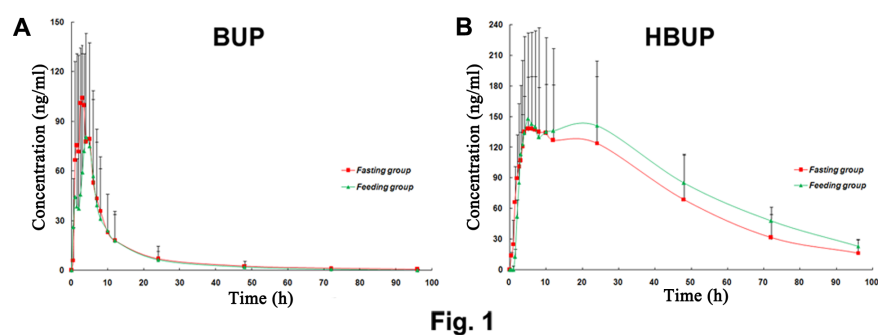 A
BUP
Concentration (ng/ml)
150
120
90
60
30
0
0 10 20 30 40 50 60 70 80 90 100
Time (h)
Fasting group
Feeding group
B
HBUP
Concentration (ng/ml)
240
210
180
150
120
90
60
30
0
0 10 20 30 40 50 60 70 80 90 100
Time (h)
Fasting group
Feeding group
Fig. 1